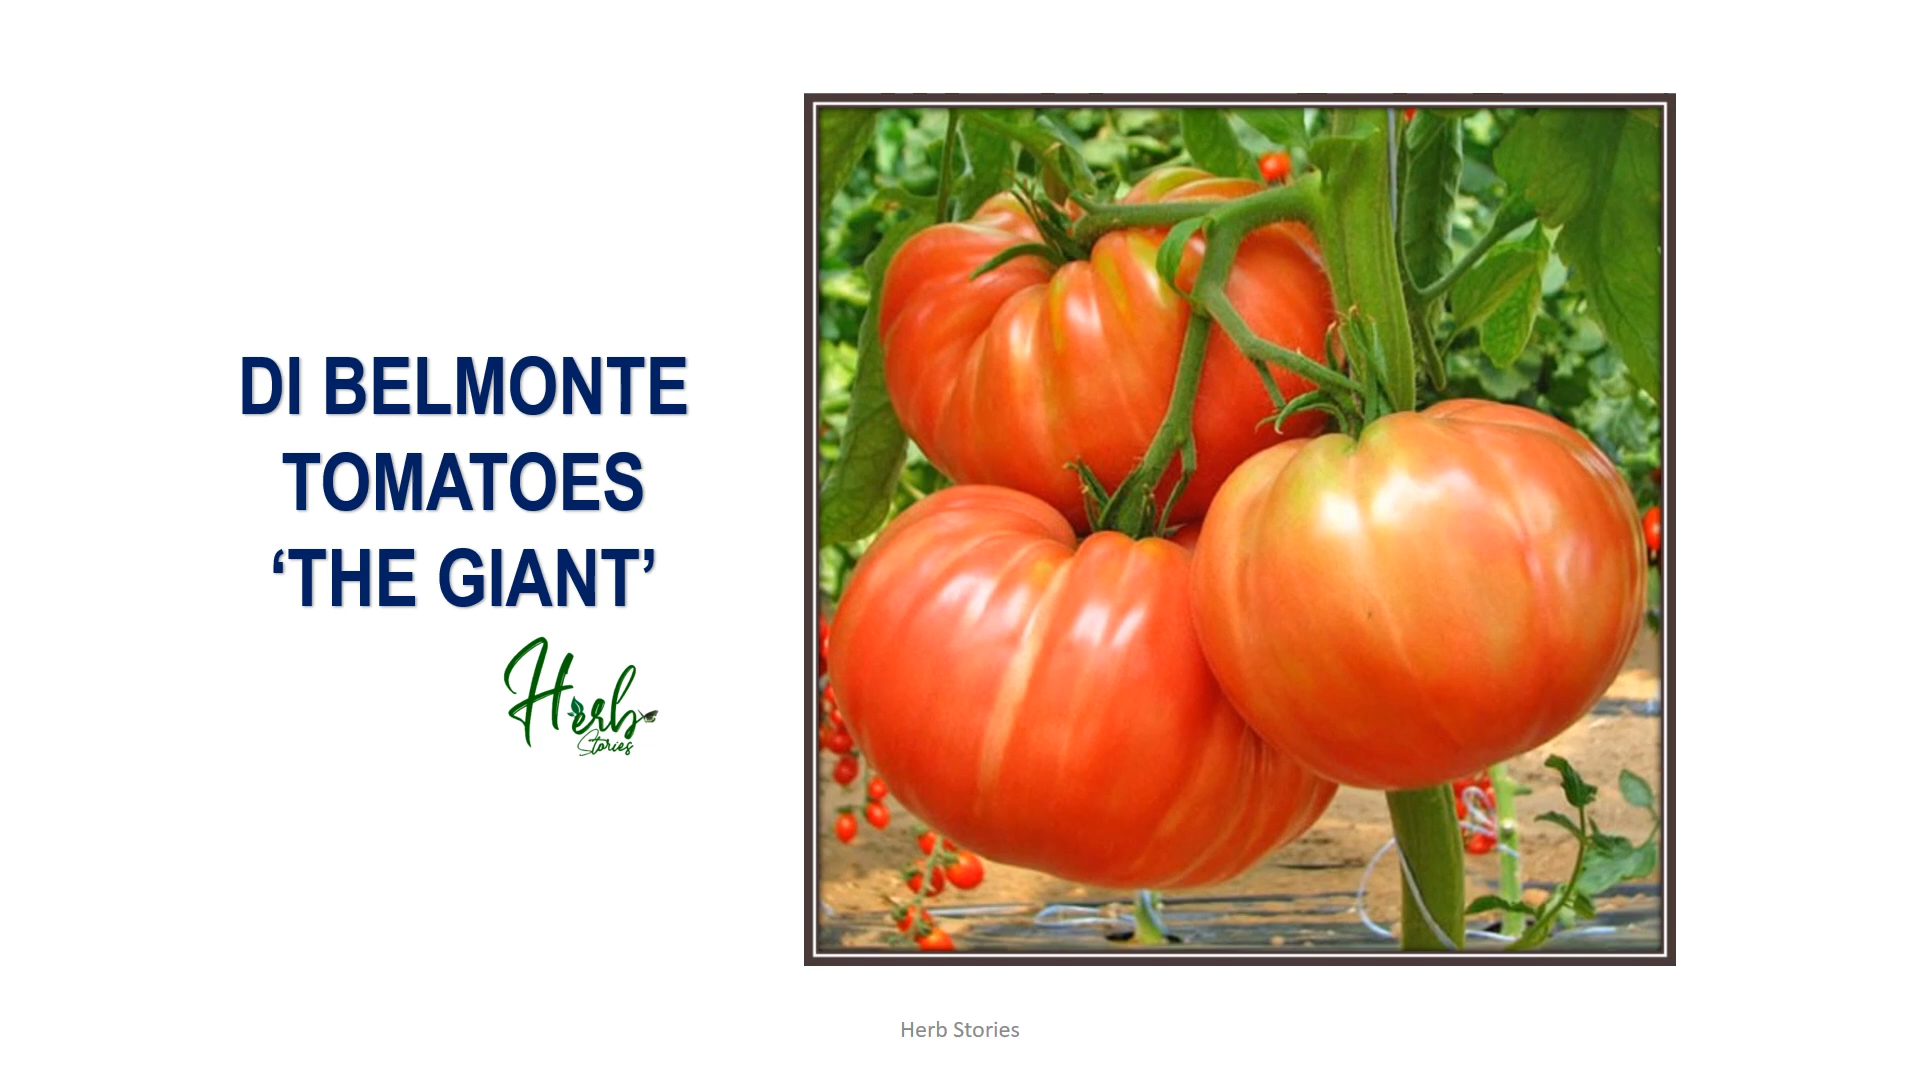 DI BELMONTE
TOMATOES
‘THE GIANT’
Herb
Stories
Herb Stories